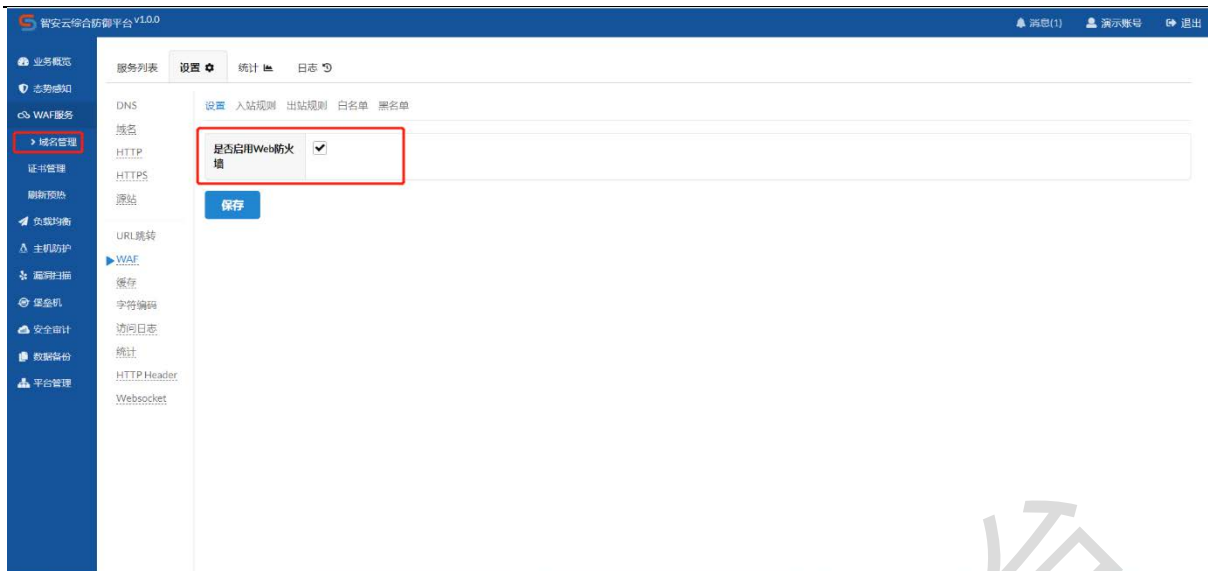 智安云综合防御平台V1.0.0
消息(1) 演示账号 退出
业务概览
态势感知
WAF服务
域名管理
证书管理
刷新预热
负载均衡
主机防护
漏洞扫描
堡垒机
安全审计
数据备份
平台管理
服务列表 设置 统计 日志
DNS
域名
HTTP
HTTPS
源站
URL跳转
WAF
缓存
字符编码
访问日志
统计
HTTP Header
Websocket
设置 入站规则 出站规则 白名单 黑名单
是否启用Web防火
墙
保存